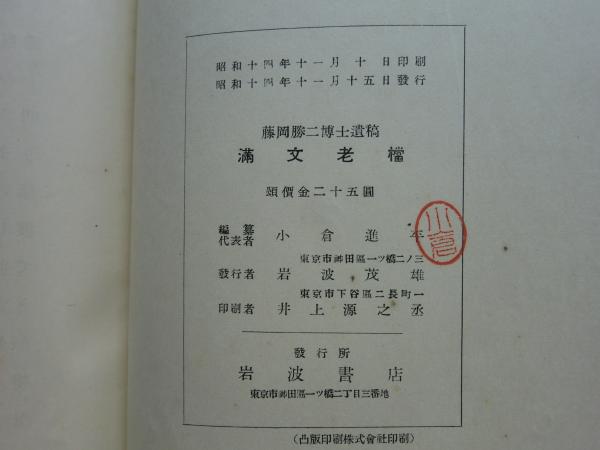 昭和十四年十一月十日印刷
昭和十四年十一月十五日發行
藤岡勝二博士遺稿
滿文老檔
頒價金二十五圓
編纂代表者 小倉進平
小倉
東京市神田區一ツ橋二ノ三
發行者 岩波茂雄
東京市下谷區二長町一
印刷者 井上源之丞
發行所
岩波書店
東京市神田區一ツ橋二丁目三番地
(凸版印刷株式會社印刷)